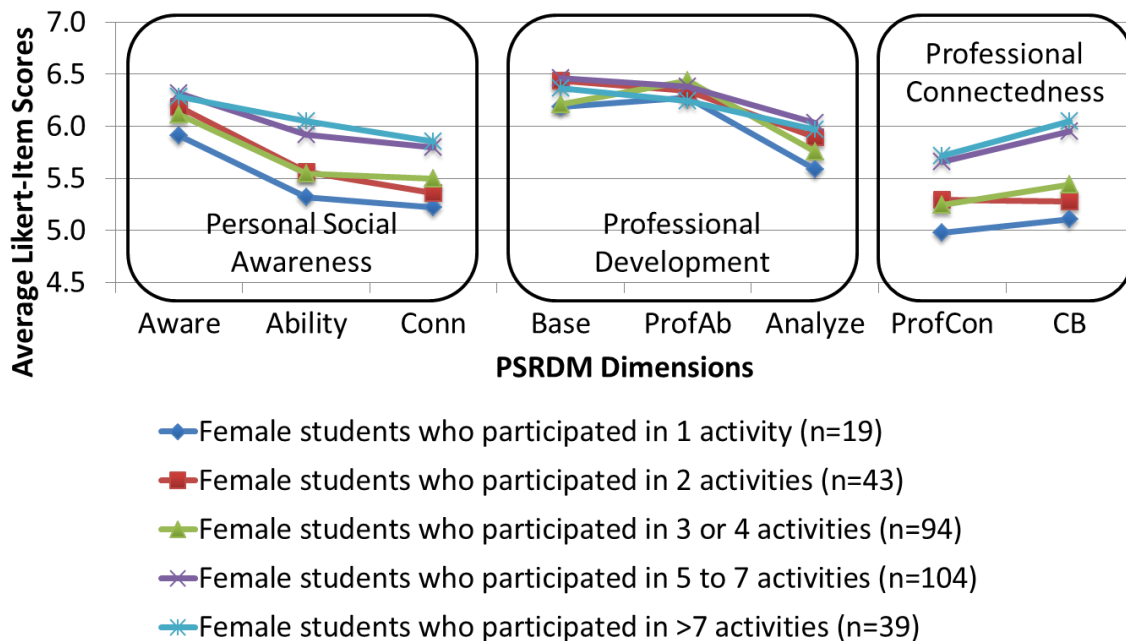 Average Likert-Item Scores
7.0
6.5
6.0
5.5
5.0
4.5
Personal Social
Awareness
Professional
Development
Professional
Connectedness
Aware Ability Conn Base ProfAb Analyze ProfCon CB
PSRDM Dimensions
Female students who participated in 1 activity (n=19)
Female students who participated in 2 activities (n=43)
Female students who participated in 3 or 4 activities (n=94)
Female students who participated in 5 to 7 activities (n=104)
Female students who participated in >7 activities (n=39)